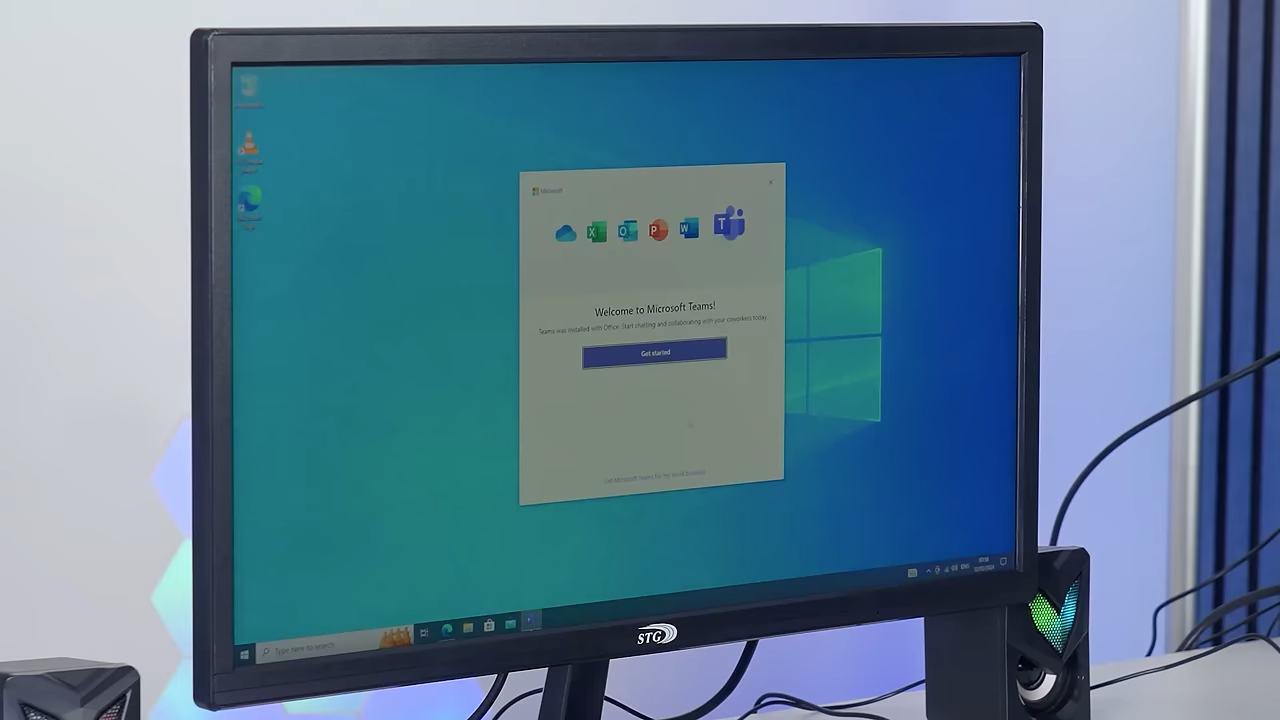 Microsoft
Welcome to Microsoft Teams!
Teams was installed with Office. Start chatting and collaborating with your coworkers today.
Get started
Type here to search
ENG
STG